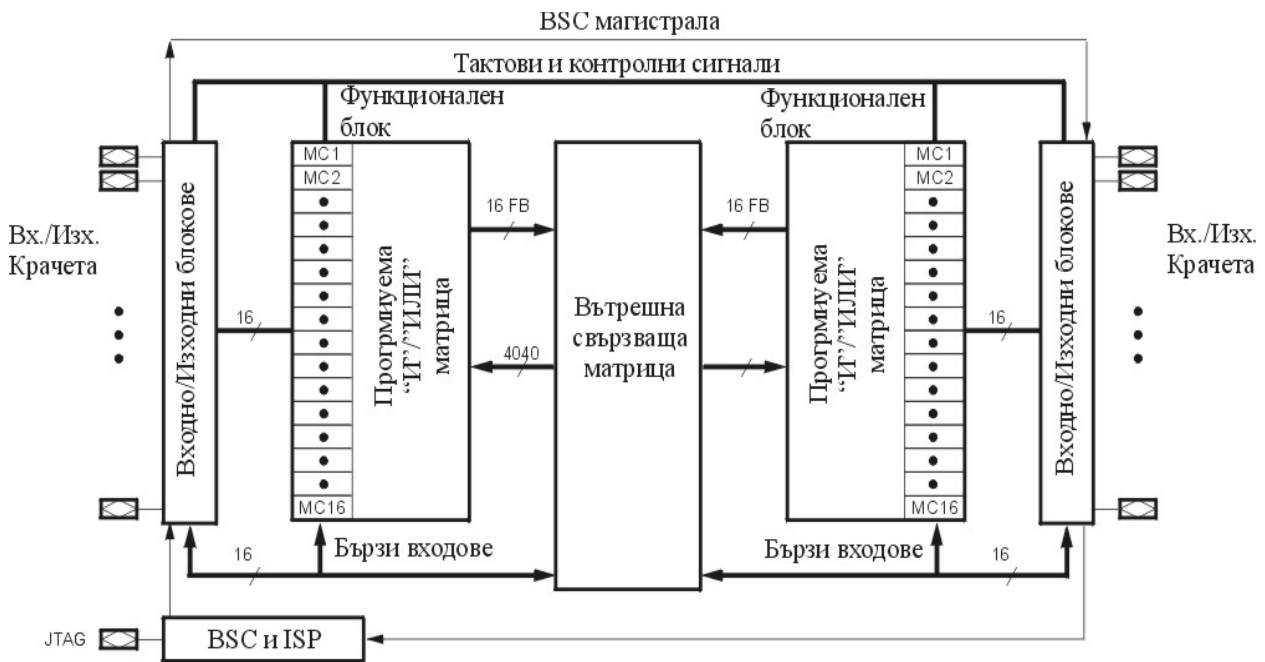 BSC магистрала
Тактови и контролни сигнали
Функционален
блок
Функционален
блок
Вх./Изх.
Крачета
Входно/Изходни блокове
16
MC1
MC2
MC16
Прогрмиуема
“И”/”ИЛИ”
матрица
16 FB
4040
Вътрешна
свързваща
матрица
16 FB
Прогрмиуема
“И”/”ИЛИ”
матрица
MC1
MC2
MC16
16
Входно/Изходни блокове
Вх./Изх.
Крачета
16
Бързи входове
Бързи входове
16
JTAG
BSC и ISP